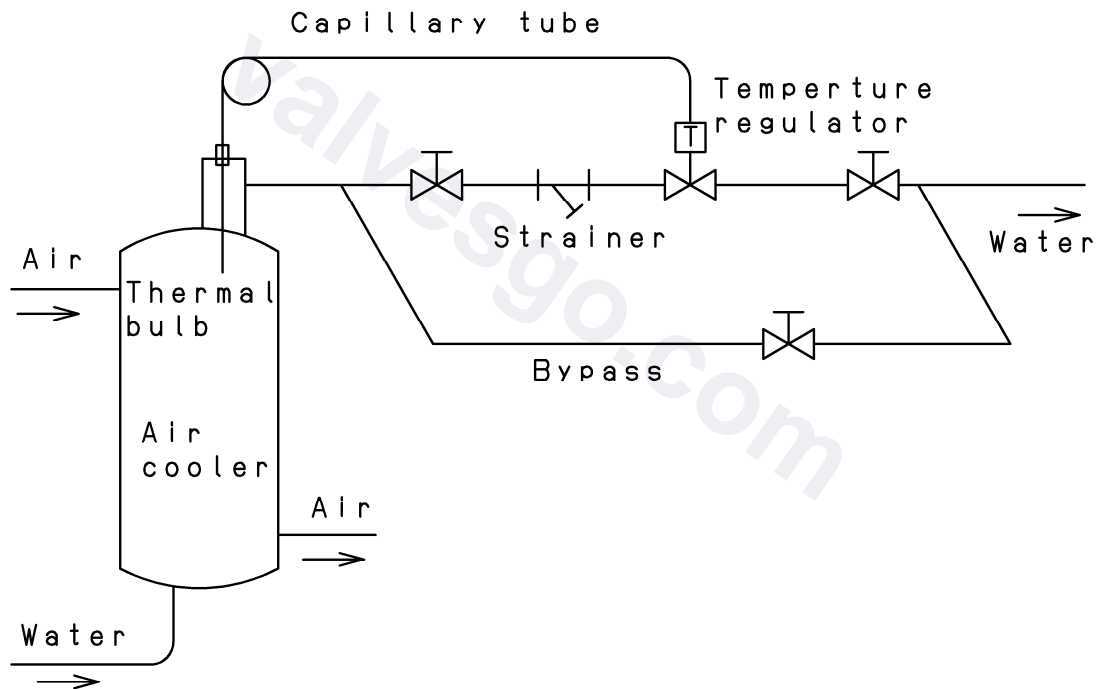 Capillary tube
Temperture
regulator
T
Strainer
Water
Air
Thermal
bulb
Bypass
Air
cooler
Air
Water
valvesgo.com